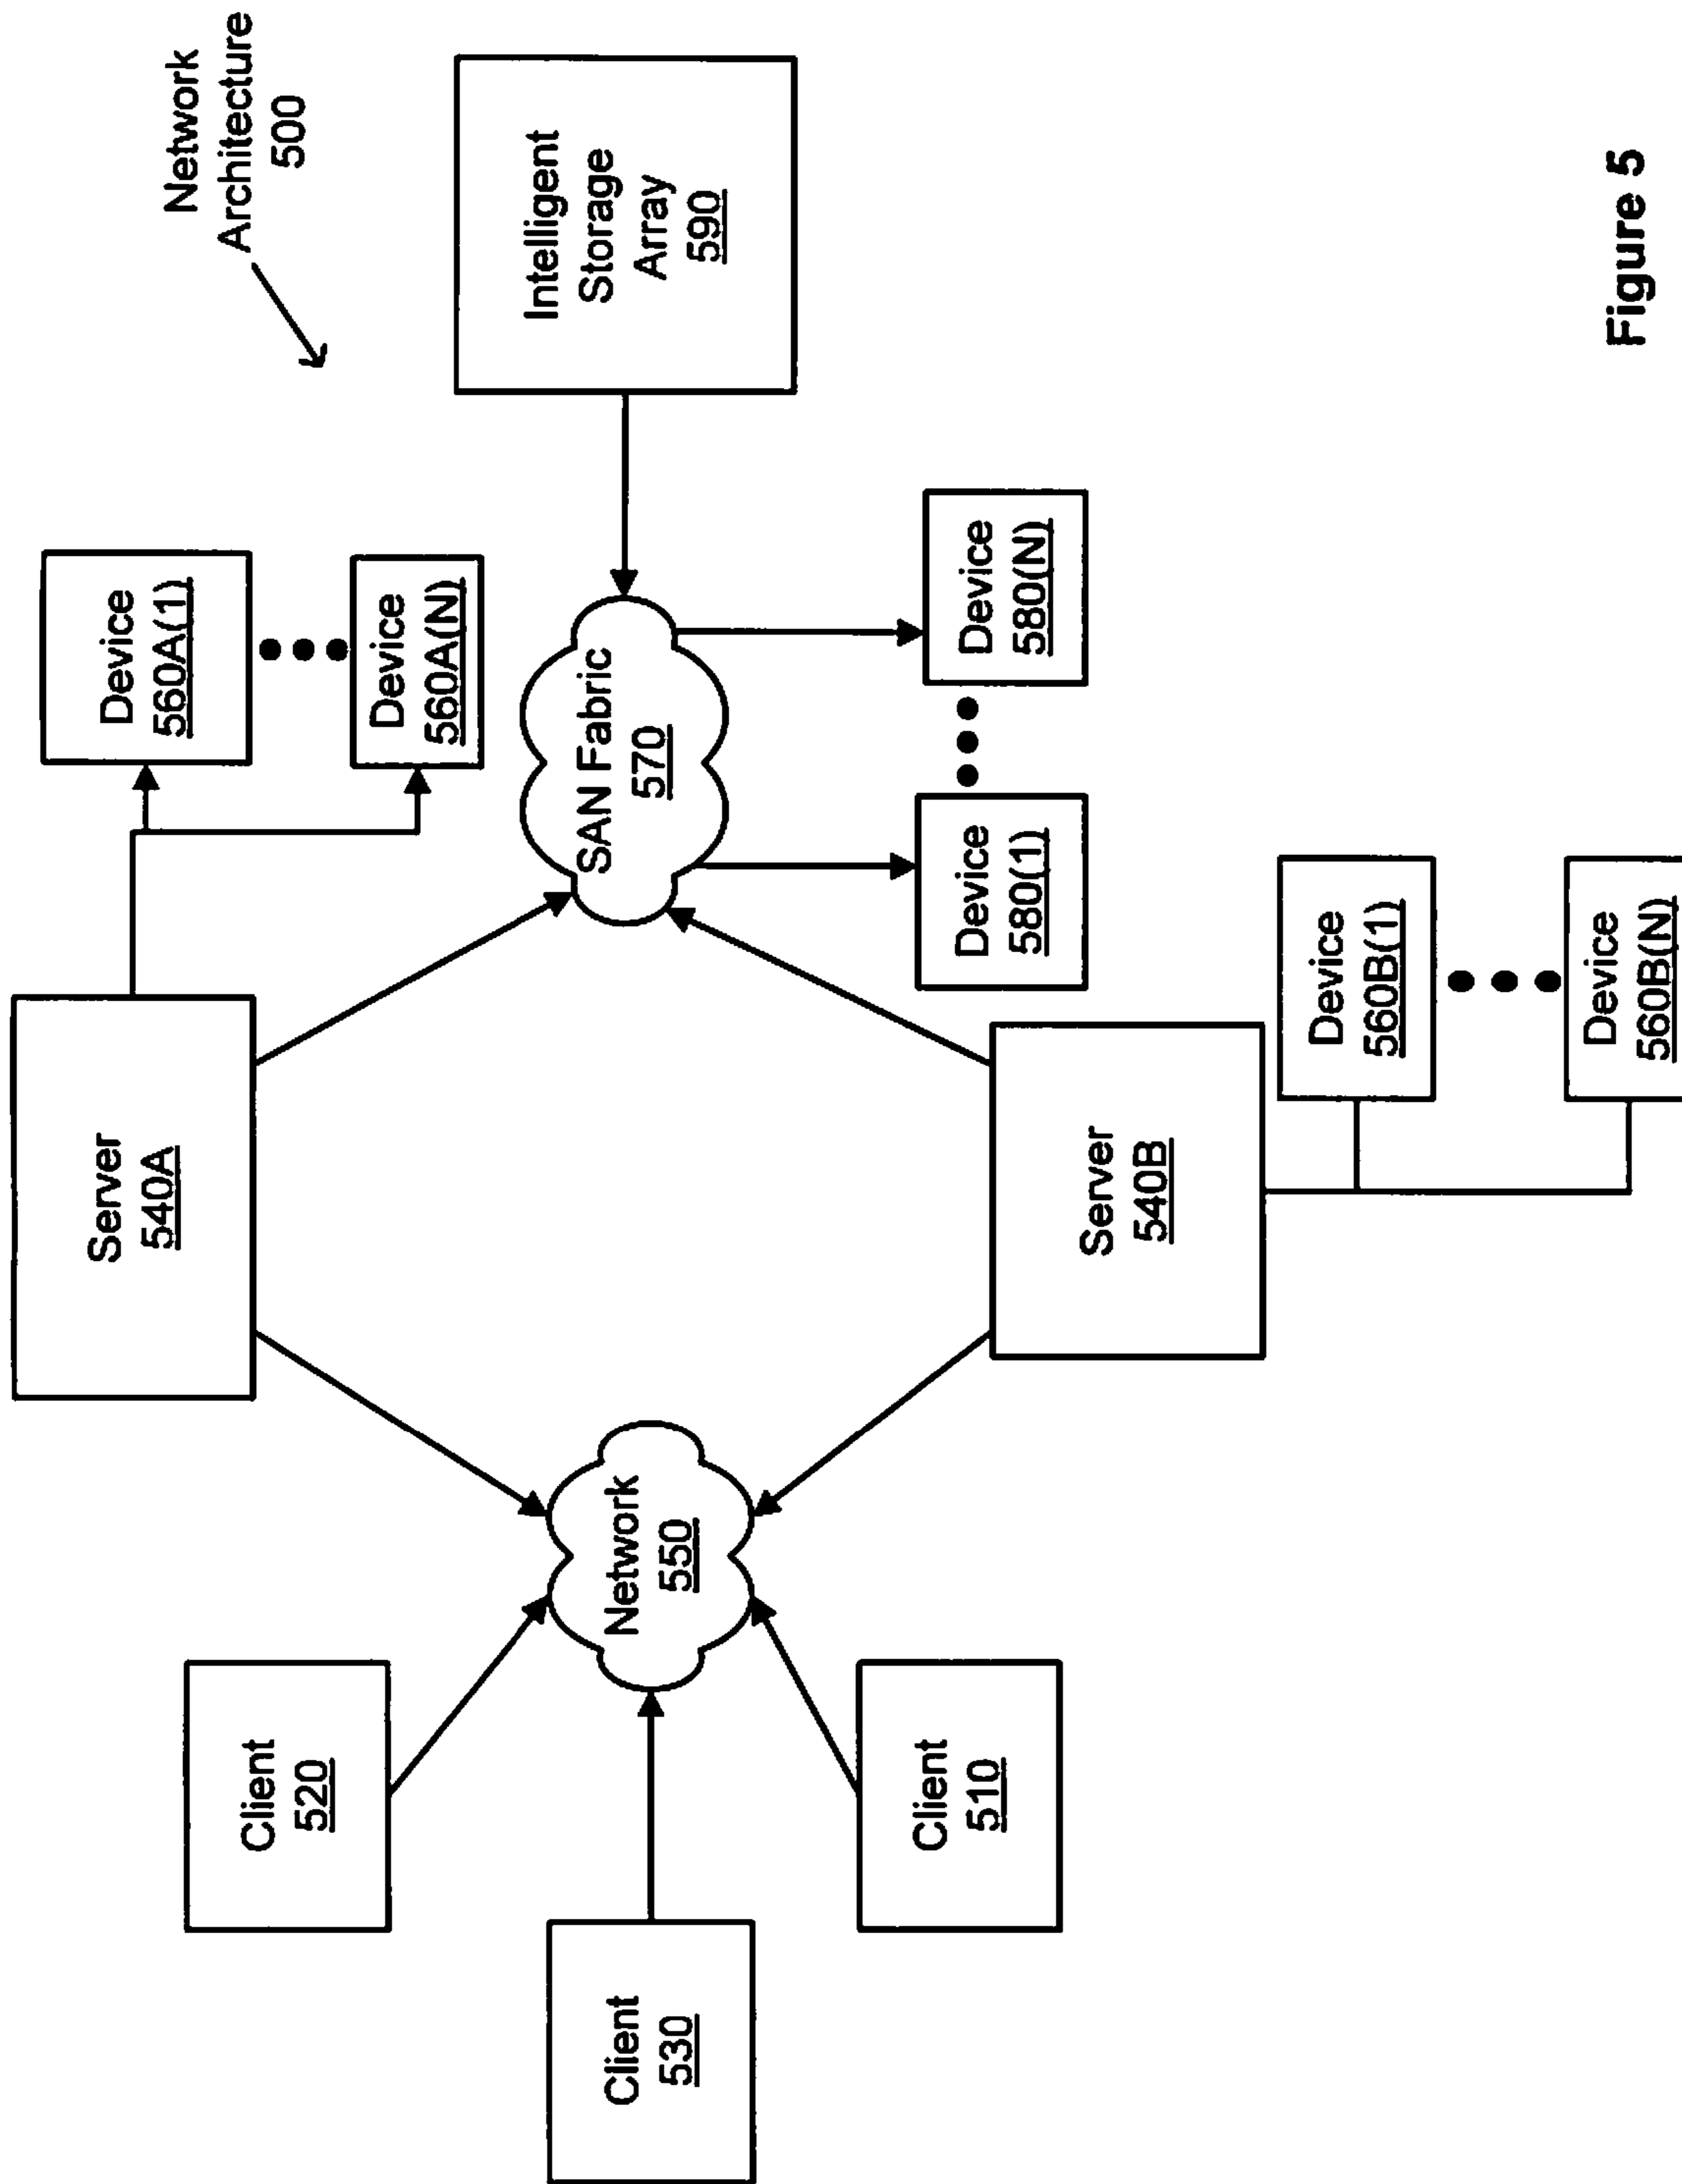 Network
Architecture
500
Server
540A
Device
560A(1)
Device
560A(N)
Client
520
Client
530
Client
510
Network
550
SAN Fabric
570
Intelligent
Storage
Array
590
Device
580(1)
Device
580(N)
Server
540B
Device
560B(1)
Device
560B(N)
Figure 5